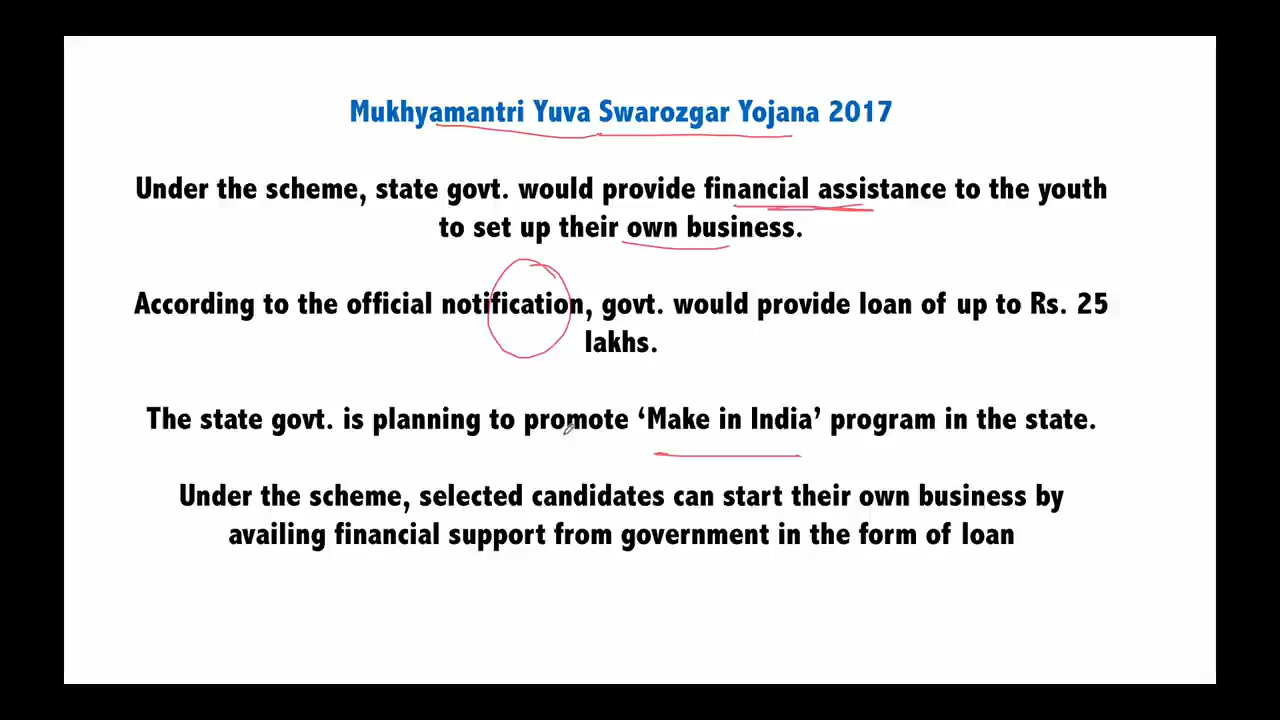 Mukhyamantri Yuva Swarozgar Yojana 2017
Under the scheme, state govt. would provide financial assistance to the youth
to set up their own business.
According to the official notification, govt. would provide loan of up to Rs. 25
lakhs.
The state govt. is planning to promote ‘Make in India’ program in the state.
Under the scheme, selected candidates can start their own business by
availing financial support from government in the form of loan